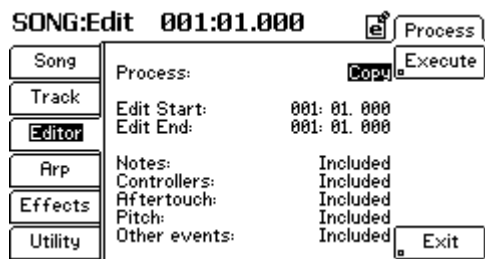 SONG:Edit 001:01.000 e Process
Song
Track
Editor
Arp
Effects
Utility
Process: Copy
Execute
Edit Start: 001: 01. 000
Edit End: 001: 01. 000
Notes: Included
Controllers: Included
Aftertouch: Included
Pitch: Included
Other events: Included
Exit